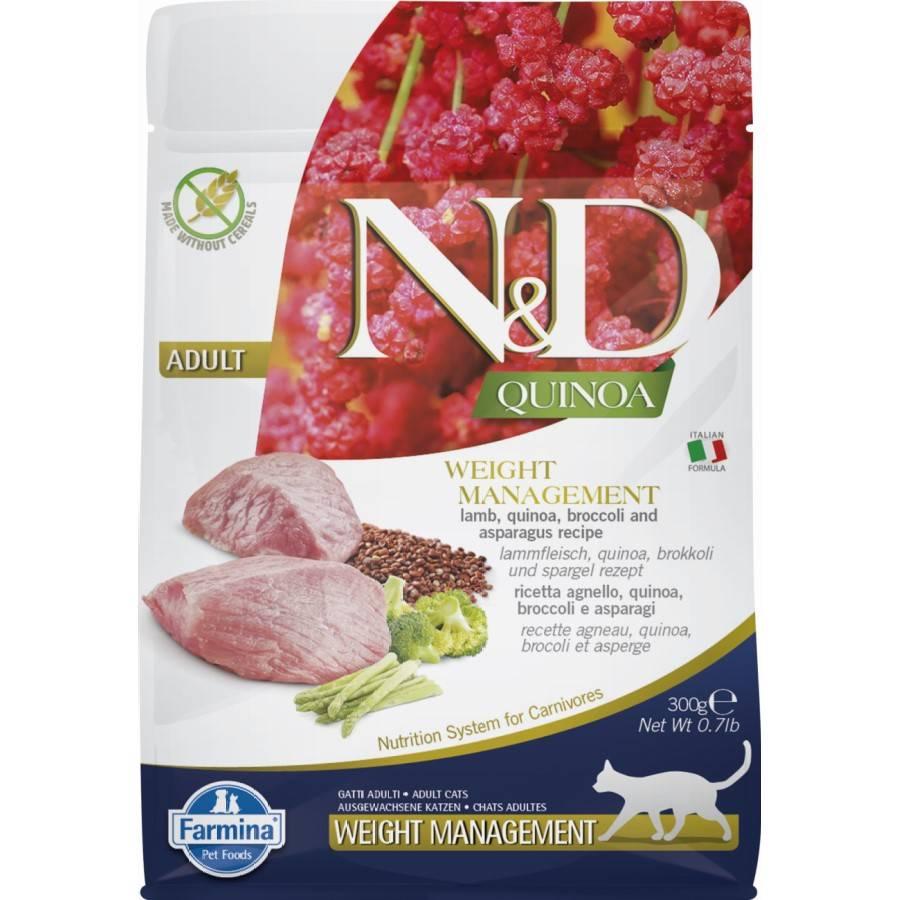 MADE WITHOUT CEREALS
N&D
ADULT
QUINOA
ITALIAN
FORMULA
WEIGHT
MANAGEMENT
lamb, quinoa, broccoli and
asparagus recipe
lammfleisch, quinoa, brokkoli
und spargel rezept
ricetta agnello, quinoa,
broccoli e asparagi
recette agneau, quinoa,
brocoli et asperge
300g℮
Net Wt 0.7lb
Nutrition System for Carnivores
GATTI ADULTI • ADULT CATS
AUSGEWACHSENE KATZEN • CHATS ADULTES
WEIGHT MANAGEMENT
Farmina®
Pet Foods